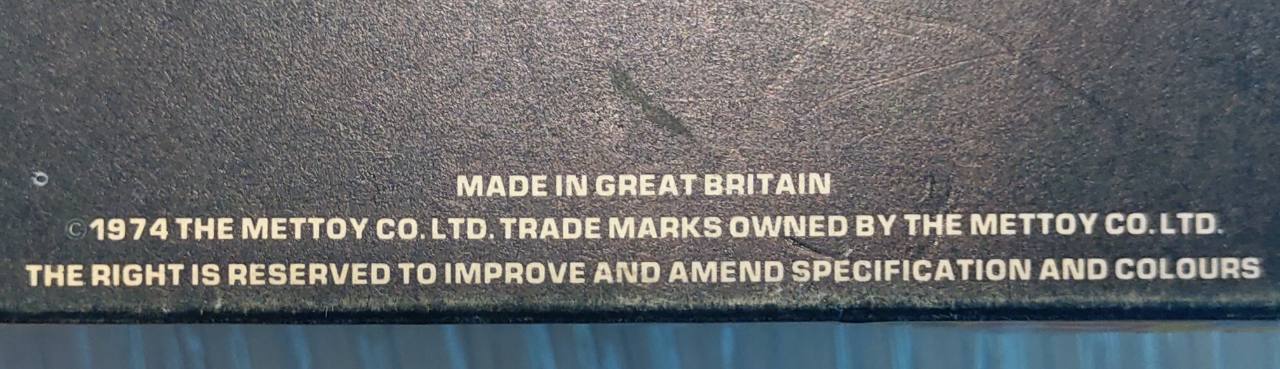 MADE IN GREAT BRITAIN
©1974 THE METTOY CO. LTD. TRADE MARKS OWNED BY THE METTOY CO. LTD.
THE RIGHT IS RESERVED TO IMPROVE AND AMEND SPECIFICATION AND COLOURS